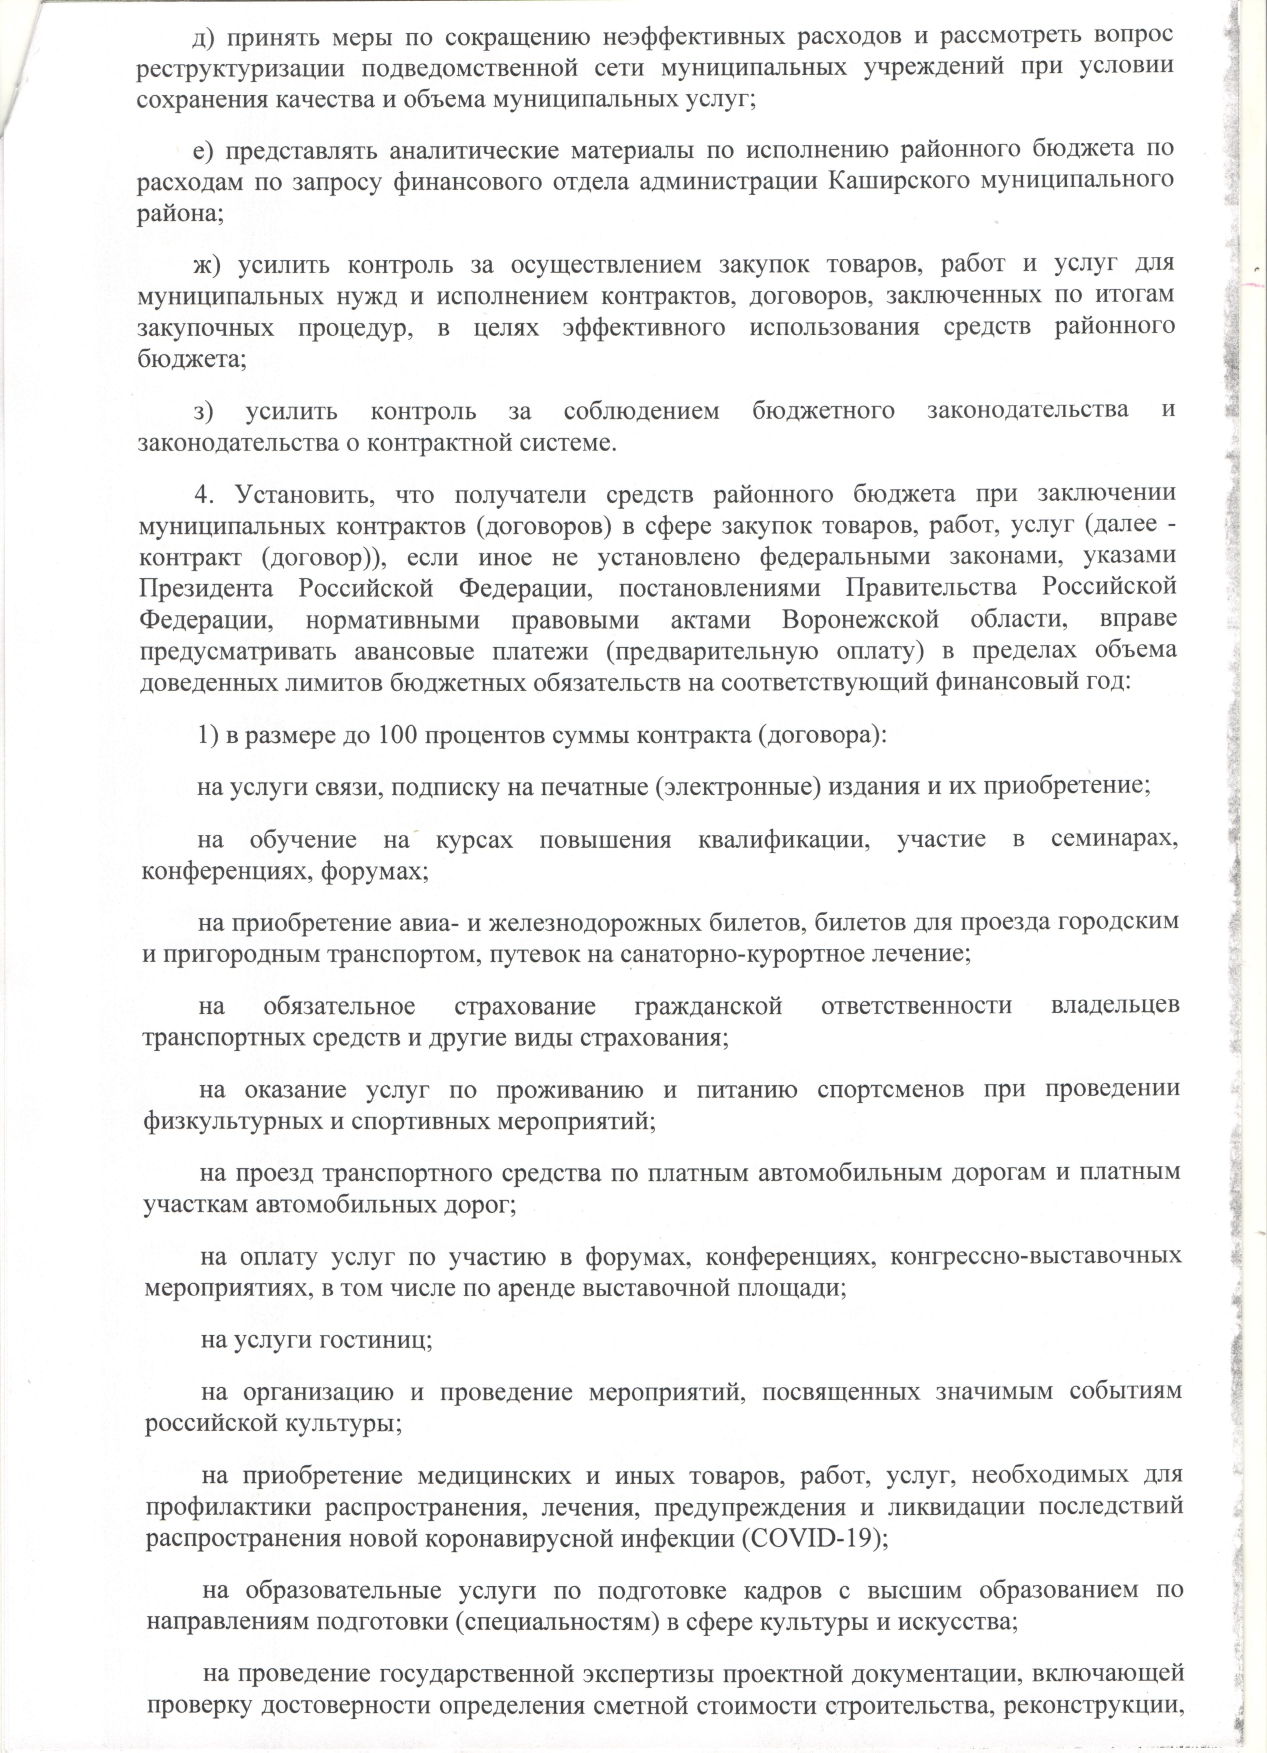 д) принять меры по сокращению неэффективных расходов и рассмотреть вопрос
реструктуризации подведомственной сети муниципальных учреждений при условии
сохранения качества и объема муниципальных услуг;
е) представлять аналитические материалы по исполнению районного бюджета по
расходам по запросу финансового отдела администрации Каширского муниципального
района;
ж) усилить контроль за осуществлением закупок товаров, работ и услуг для
муниципальных нужд и исполнением контрактов, договоров, заключенных по итогам
закупочных процедур, в целях эффективного использования средств районного
бюджета;
з) усилить контроль за соблюдением бюджетного законодательства и
законодательства о контрактной системе.
4. Установить, что получатели средств районного бюджета при заключении
муниципальных контрактов (договоров) в сфере закупок товаров, работ, услуг (далее -
контракт (договор)), если иное не установлено федеральными законами, указами
Президента Российской Федерации, постановлениями Правительства Российской
Федерации, нормативными правовыми актами Воронежской области, вправе
предусматривать авансовые платежи (предварительную оплату) в пределах объема
доведенных лимитов бюджетных обязательств на соответствующий финансовый год:
1) в размере до 100 процентов суммы контракта (договора):
на услуги связи, подписку на печатные (электронные) издания и их приобретение;
на обучение на курсах повышения квалификации, участие в семинарах,
конференциях, форумах;
на приобретение авиа- и железнодорожных билетов, билетов для проезда городским
и пригородным транспортом, путевок на санаторно-курортное лечение;
на обязательное страхование гражданской ответственности владельцев
транспортных средств и другие виды страхования;
на оказание услуг по проживанию и питанию спортсменов при проведении
физкультурных и спортивных мероприятий;
на проезд транспортного средства по платным автомобильным дорогам и платным
участкам автомобильных дорог;
на оплату услуг по участию в форумах, конференциях, конгрессно-выставочных
мероприятиях, в том числе по аренде выставочной площади;
на услуги гостиниц;
на организацию и проведение мероприятий, посвященных значимым событиям
российской культуры;
на приобретение медицинских и иных товаров, работ, услуг, необходимых для
профилактики распространения, лечения, предупреждения и ликвидации последствий
распространения новой коронавирусной инфекции (COVID-19);
на образовательные услуги по подготовке кадров с высшим образованием по
направлениям подготовки (специальностям) в сфере культуры и искусства;
на проведение государственной экспертизы проектной документации, включающей
проверку достоверности определения сметной стоимости строительства, реконструкции,